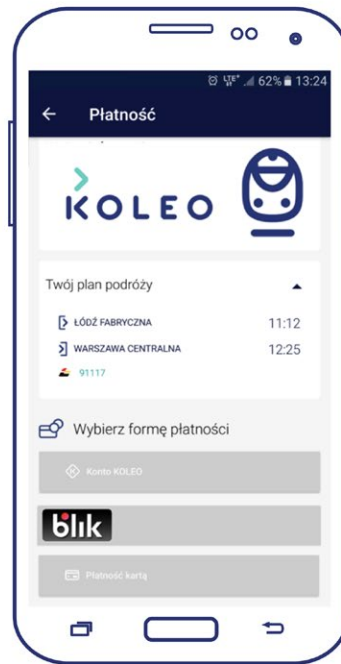 LTE+ 62% 13:24
Płatność
KOLEO
Twój plan podróży
ŁÓDŹ FABRYCZNA 11:12
WARSZAWA CENTRALNA 12:25
91117
Wybierz formę płatności
Konto KOLEO
blik
Płatność kartą